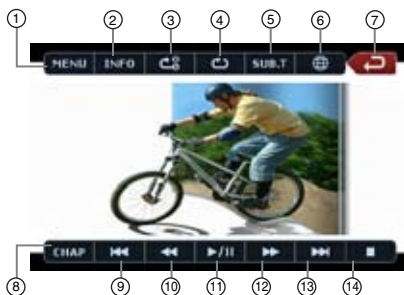 ① ② ③ ④ ⑤ ⑥ ⑦
MENU INFO SUB.T
CHAP
⑧ ⑨ ⑩ ⑪ ⑫ ⑬ ⑭